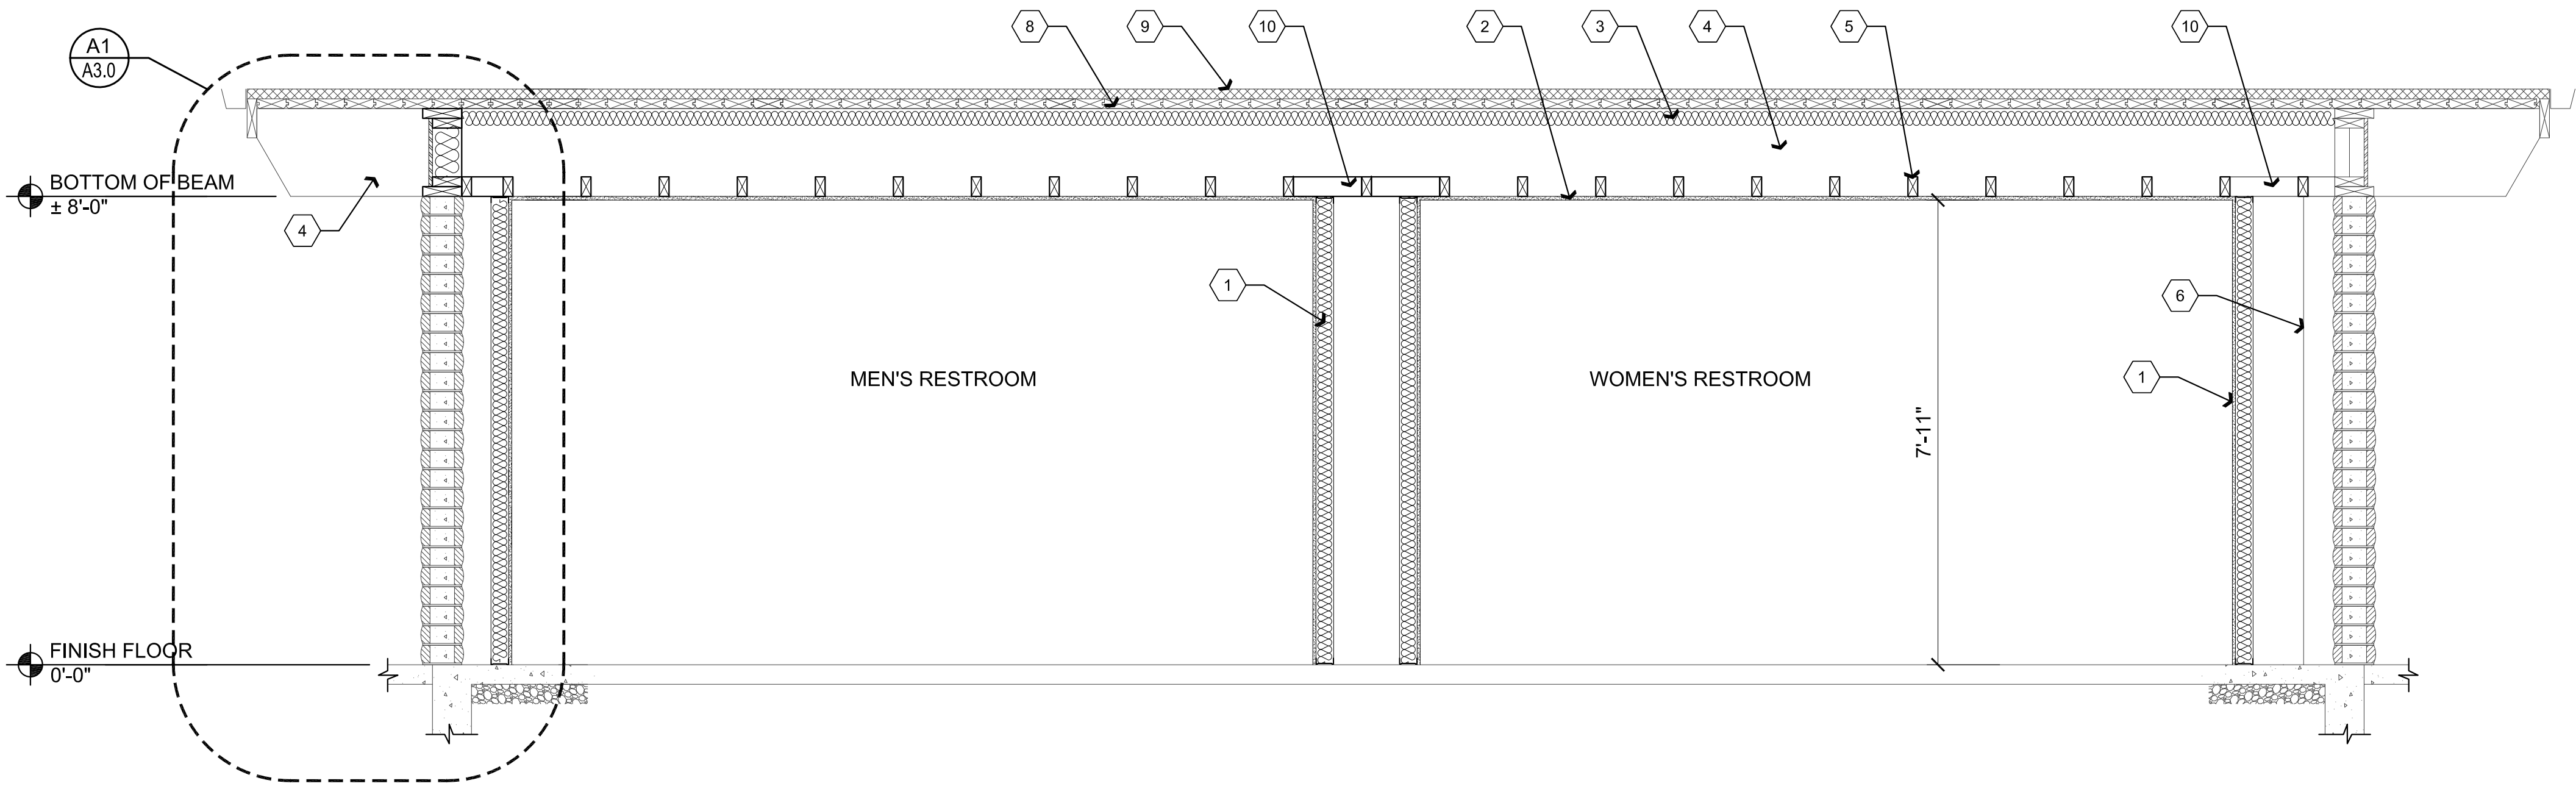 8
9
10
2
3
4
5
10
A1
A3.0
BOTTOM OF BEAM
± 8'-0"
4
1
6
MEN'S RESTROOM
WOMEN'S RESTROOM
1
7'-11"
FINISH FLOOR
0'-0"